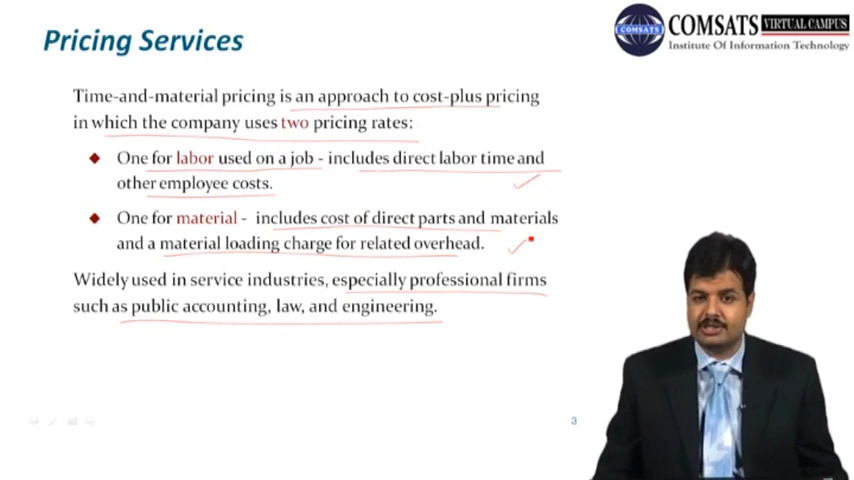 Pricing Services
COMSATS VIRTUAL CAMPUS
COMSATS
Institute Of Information Technology
Time-and-material pricing is an approach to cost-plus pricing
in which the company uses two pricing rates:
One for labor used on a job - includes direct labor time and
other employee costs.
One for material - includes cost of direct parts and materials
and a material loading charge for related overhead.
Widely used in service industries, especially professional firms
such as public accounting, law, and engineering.
3